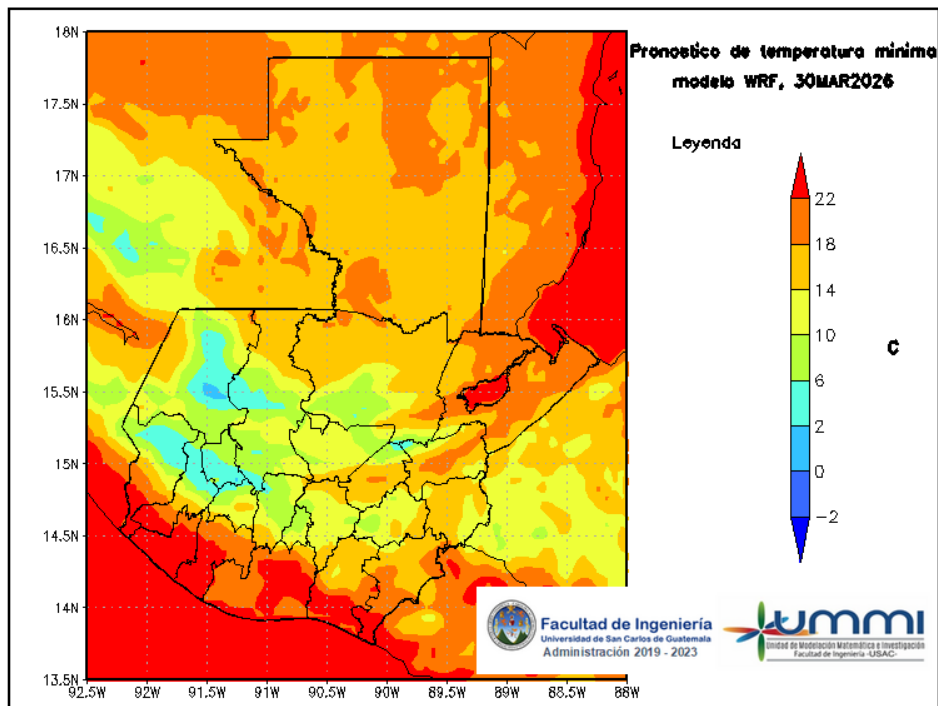 Pronostico de temperatura minima
modelo WRF, 30MAR2026
Leyenda
22
18
14
10
6
2
0
−2
C
18N
17.5N
17N
16.5N
16N
15.5N
15N
14.5N
14N
13.5N
92.5W
92W
91.5W
91W
90.5W
90W
89.5W
89W
88.5W
88W
Facultad de Ingeniería
Universidad de San Carlos de Guatemala
Administración 2019 - 2023
UMMI
Unidad de Modelación Matemática e Investigación
Facultad de Ingeniería -USAC-